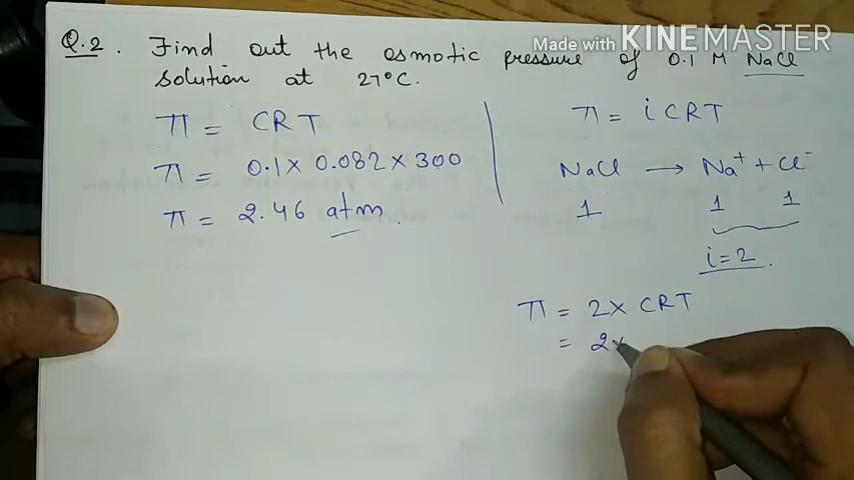 Made with KINEMASTER
Q.2. Find out the osmotic pressure of 0.1 M NaCl
solution at 27°C.
π = CRT
π = 0.1 × 0.082 × 300
π = 2.46 atm.
π = i CRT
NaCl → Na⁺ + Cl⁻
1 1 1
i = 2.
π = 2 × CRT
= 2×